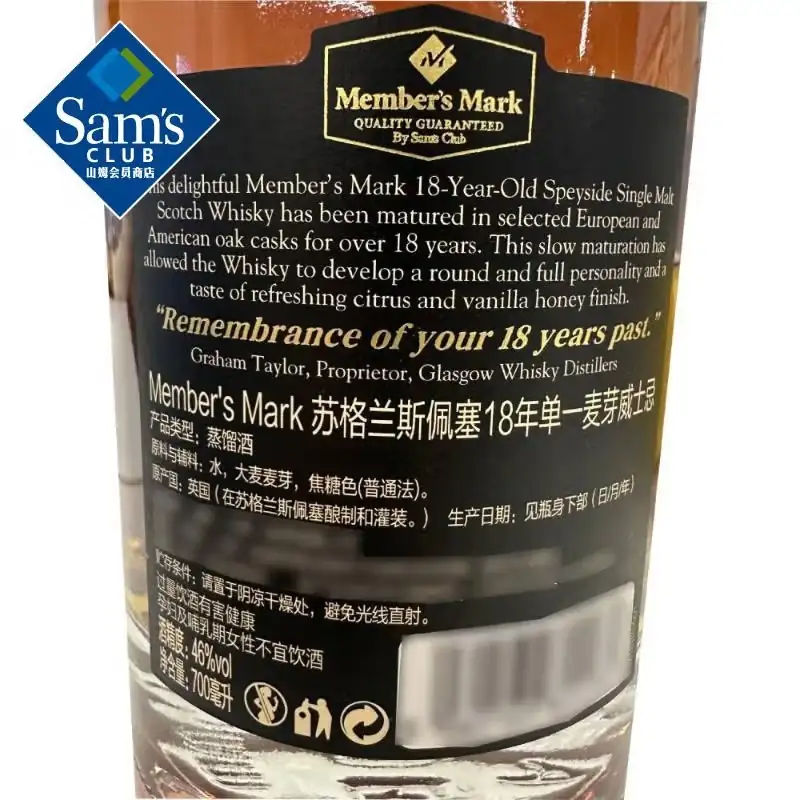 Sam's
CLUB
山姆会员商店
Member's Mark
QUALITY GUARANTEED
By Sam's Club
delightful Member's Mark 18-Year-Old Speyside Single Malt
Scotch Whisky has been matured in selected European and
American oak casks for over 18 years. This slow maturation has
allowed the Whisky to develop a round and full personality and a
taste of refreshing citrus and vanilla honey finish.
“Remembrance of your 18 years past.”
Graham Taylor, Proprietor, Glasgow Whisky Distillers
Member's Mark 苏格兰斯佩塞18年单一麦芽威士忌
产品类型：蒸馏酒
原料与辅料：水，大麦麦芽，焦糖色(普通法)。
原产国：英国（在苏格兰斯佩塞酿制和灌装。） 生产日期：见瓶身下部（日/月/年）
贮存条件：请置于阴凉干燥处，避免光线直射。
过量饮酒有害健康
孕妇及哺乳期女性不宜饮酒
酒精度：46%vol
净含量：700毫升